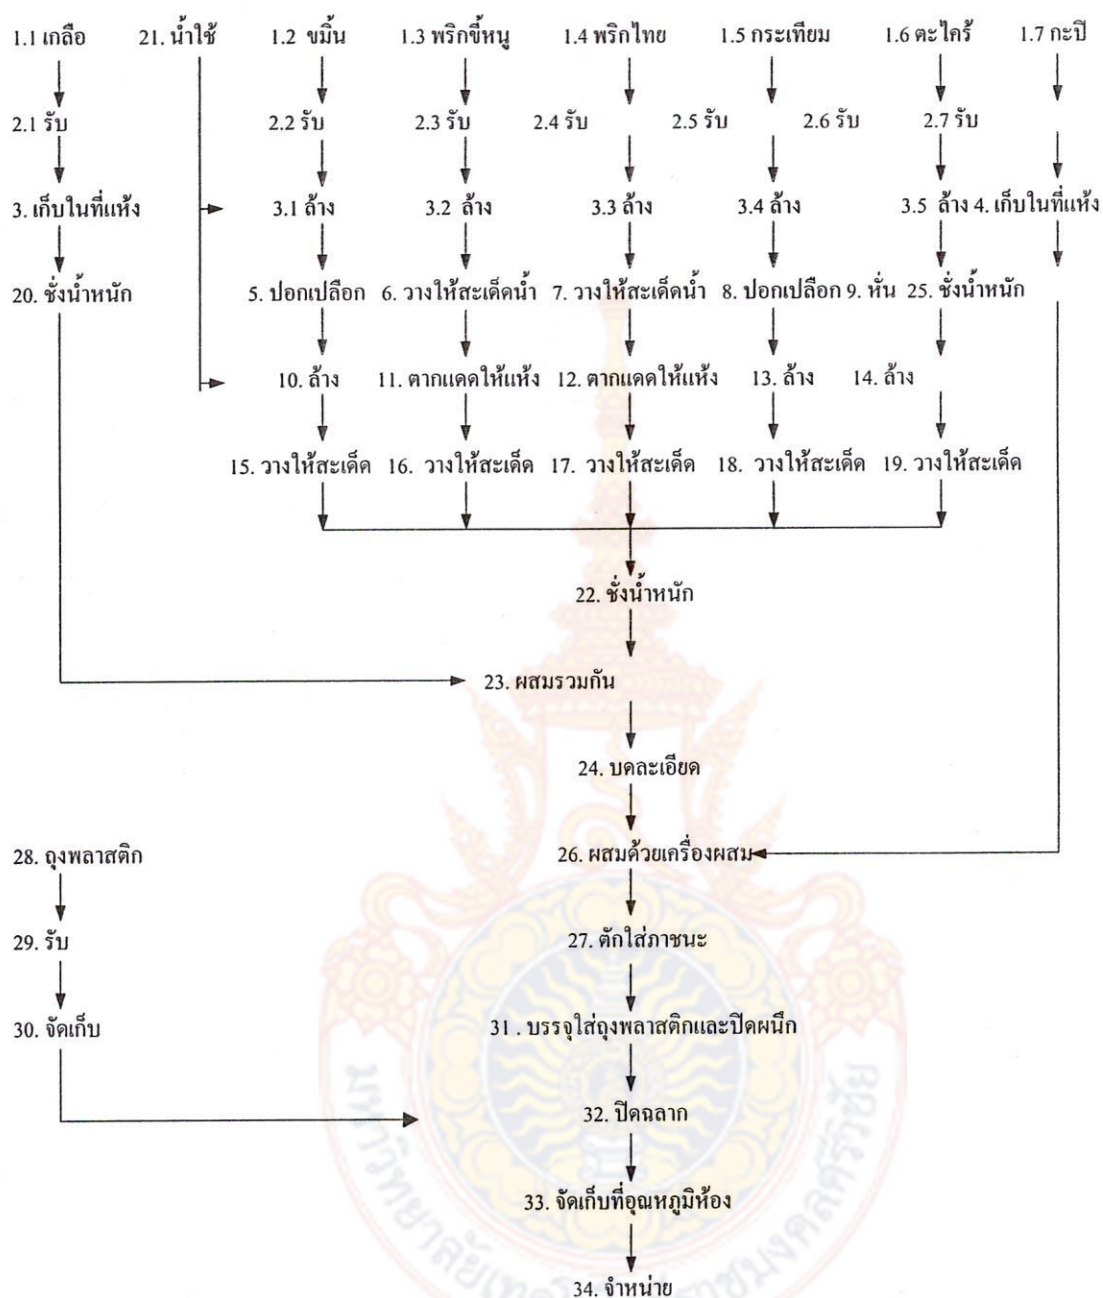 1.1 เกลือ 21. น้ำใช้ 1.2 ขมิ้น 1.3 พริกขี้หนู 1.4 พริกไทย 1.5 กระเทียม 1.6 ตะไคร้ 1.7 กะปิ
2.1 รับ 2.2 รับ 2.3 รับ 2.4 รับ 2.5 รับ 2.6 รับ 2.7 รับ
3. เก็บในที่แห้ง 3.1 ล้าง 3.2 ล้าง 3.3 ล้าง 3.4 ล้าง 3.5 ล้าง 4. เก็บในที่แห้ง
20. ชั่งน้ำหนัก 5. ปอกเปลือก 6. วางให้สะเด็ดน้ำ 7. วางให้สะเด็ดน้ำ 8. ปอกเปลือก 9. หั่น 25. ชั่งน้ำหนัก
10. ล้าง 11. ตากแดดให้แห้ง 12. ตากแดดให้แห้ง 13. ล้าง 14. ล้าง
15. วางให้สะเด็ด 16. วางให้สะเด็ด 17. วางให้สะเด็ด 18. วางให้สะเด็ด 19. วางให้สะเด็ด
22. ชั่งน้ำหนัก
23. ผสมรวมกัน
24. บดละเอียด
28. ถุงพลาสติก 26. ผสมด้วยเครื่องผสม
29. รับ 27. ตักใส่ภาชนะ
30. จัดเก็บ 31 . บรรจุใส่ถุงพลาสติกและปิดผนึก
32. ปิดฉลาก
33. จัดเก็บที่อุณหภูมิห้อง
34. จำหน่าย